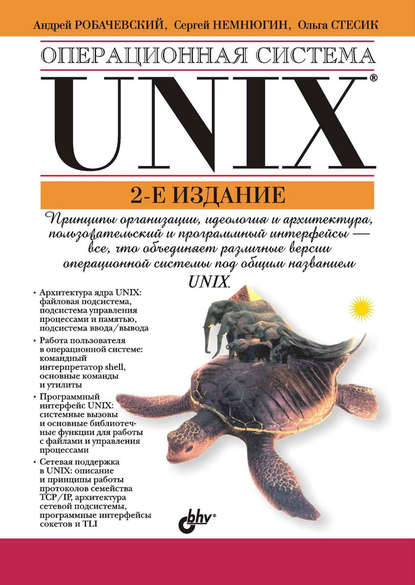 Андрей РОБАЧЕВСКИЙ, Сергей НЕМНЮГИН, Ольга СТЕСИК
ОПЕРАЦИОННАЯ СИСТЕМА
UNIX®
2-Е ИЗДАНИЕ
Принципы организации, идеология и архитектура,
пользовательский и программный интерфейсы —
все, что объединяет различные версии
операционной системы под общим названием
UNIX.
• Архитектура ядра UNIX:
файловая подсистема,
подсистема управления
процессами и памятью,
подсистема ввода/вывода
• Работа пользователя
в операционной системе:
командный
интерпретатор shell,
основные команды
и утилиты
• Программный
интерфейс UNIX:
системные вызовы
и основные библиотеч-
ные функции для работы
с файлами и управления
процессами
• Сетевая поддержка
в UNIX: описание
и принципы работы
протоколов семейства
TCP/IP, архитектура
сетевой подсистемы,
программные интерфейсы
сокетов и TLI
bhv®